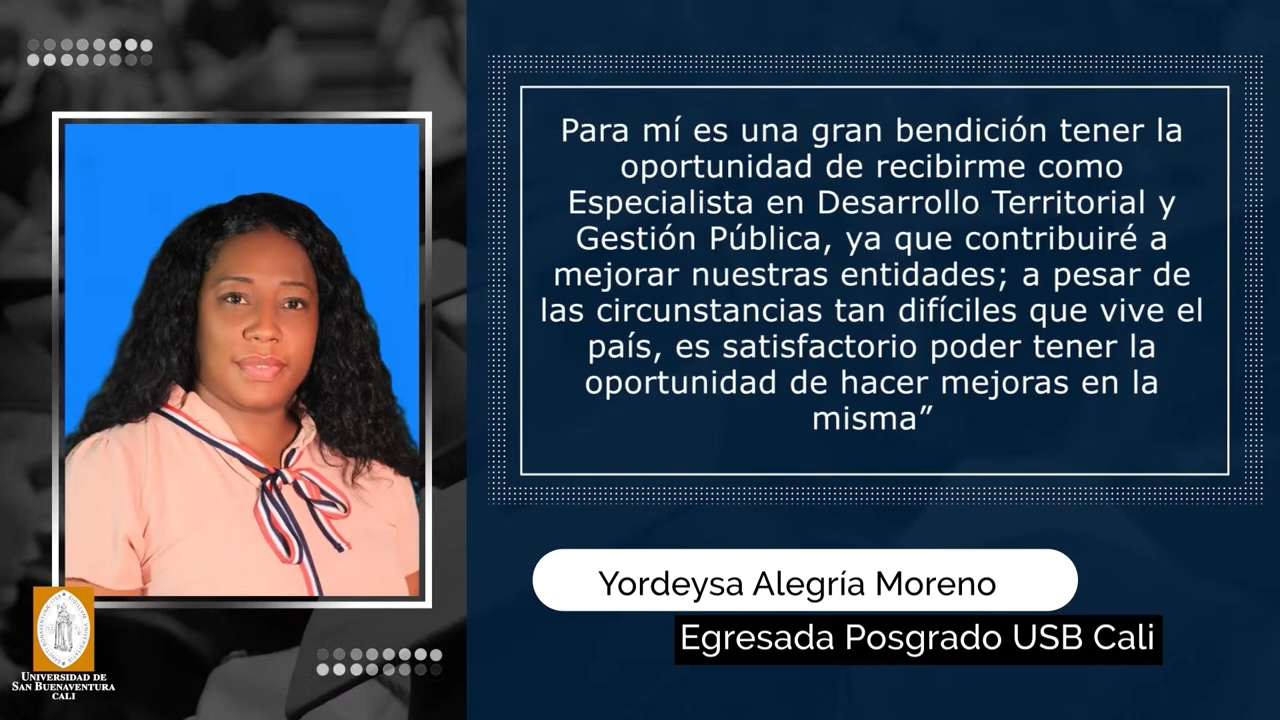 Para mí es una gran bendición tener la
oportunidad de recibirme como
Especialista en Desarrollo Territorial y
Gestión Pública, ya que contribuiré a
mejorar nuestras entidades; a pesar de
las circunstancias tan difíciles que vive el
país, es satisfactorio poder tener la
oportunidad de hacer mejoras en la
misma”
Yordeysa Alegría Moreno
Egresada Posgrado USB Cali
UNIVERSIDAD DE
SAN BUENAVENTURA
CALI